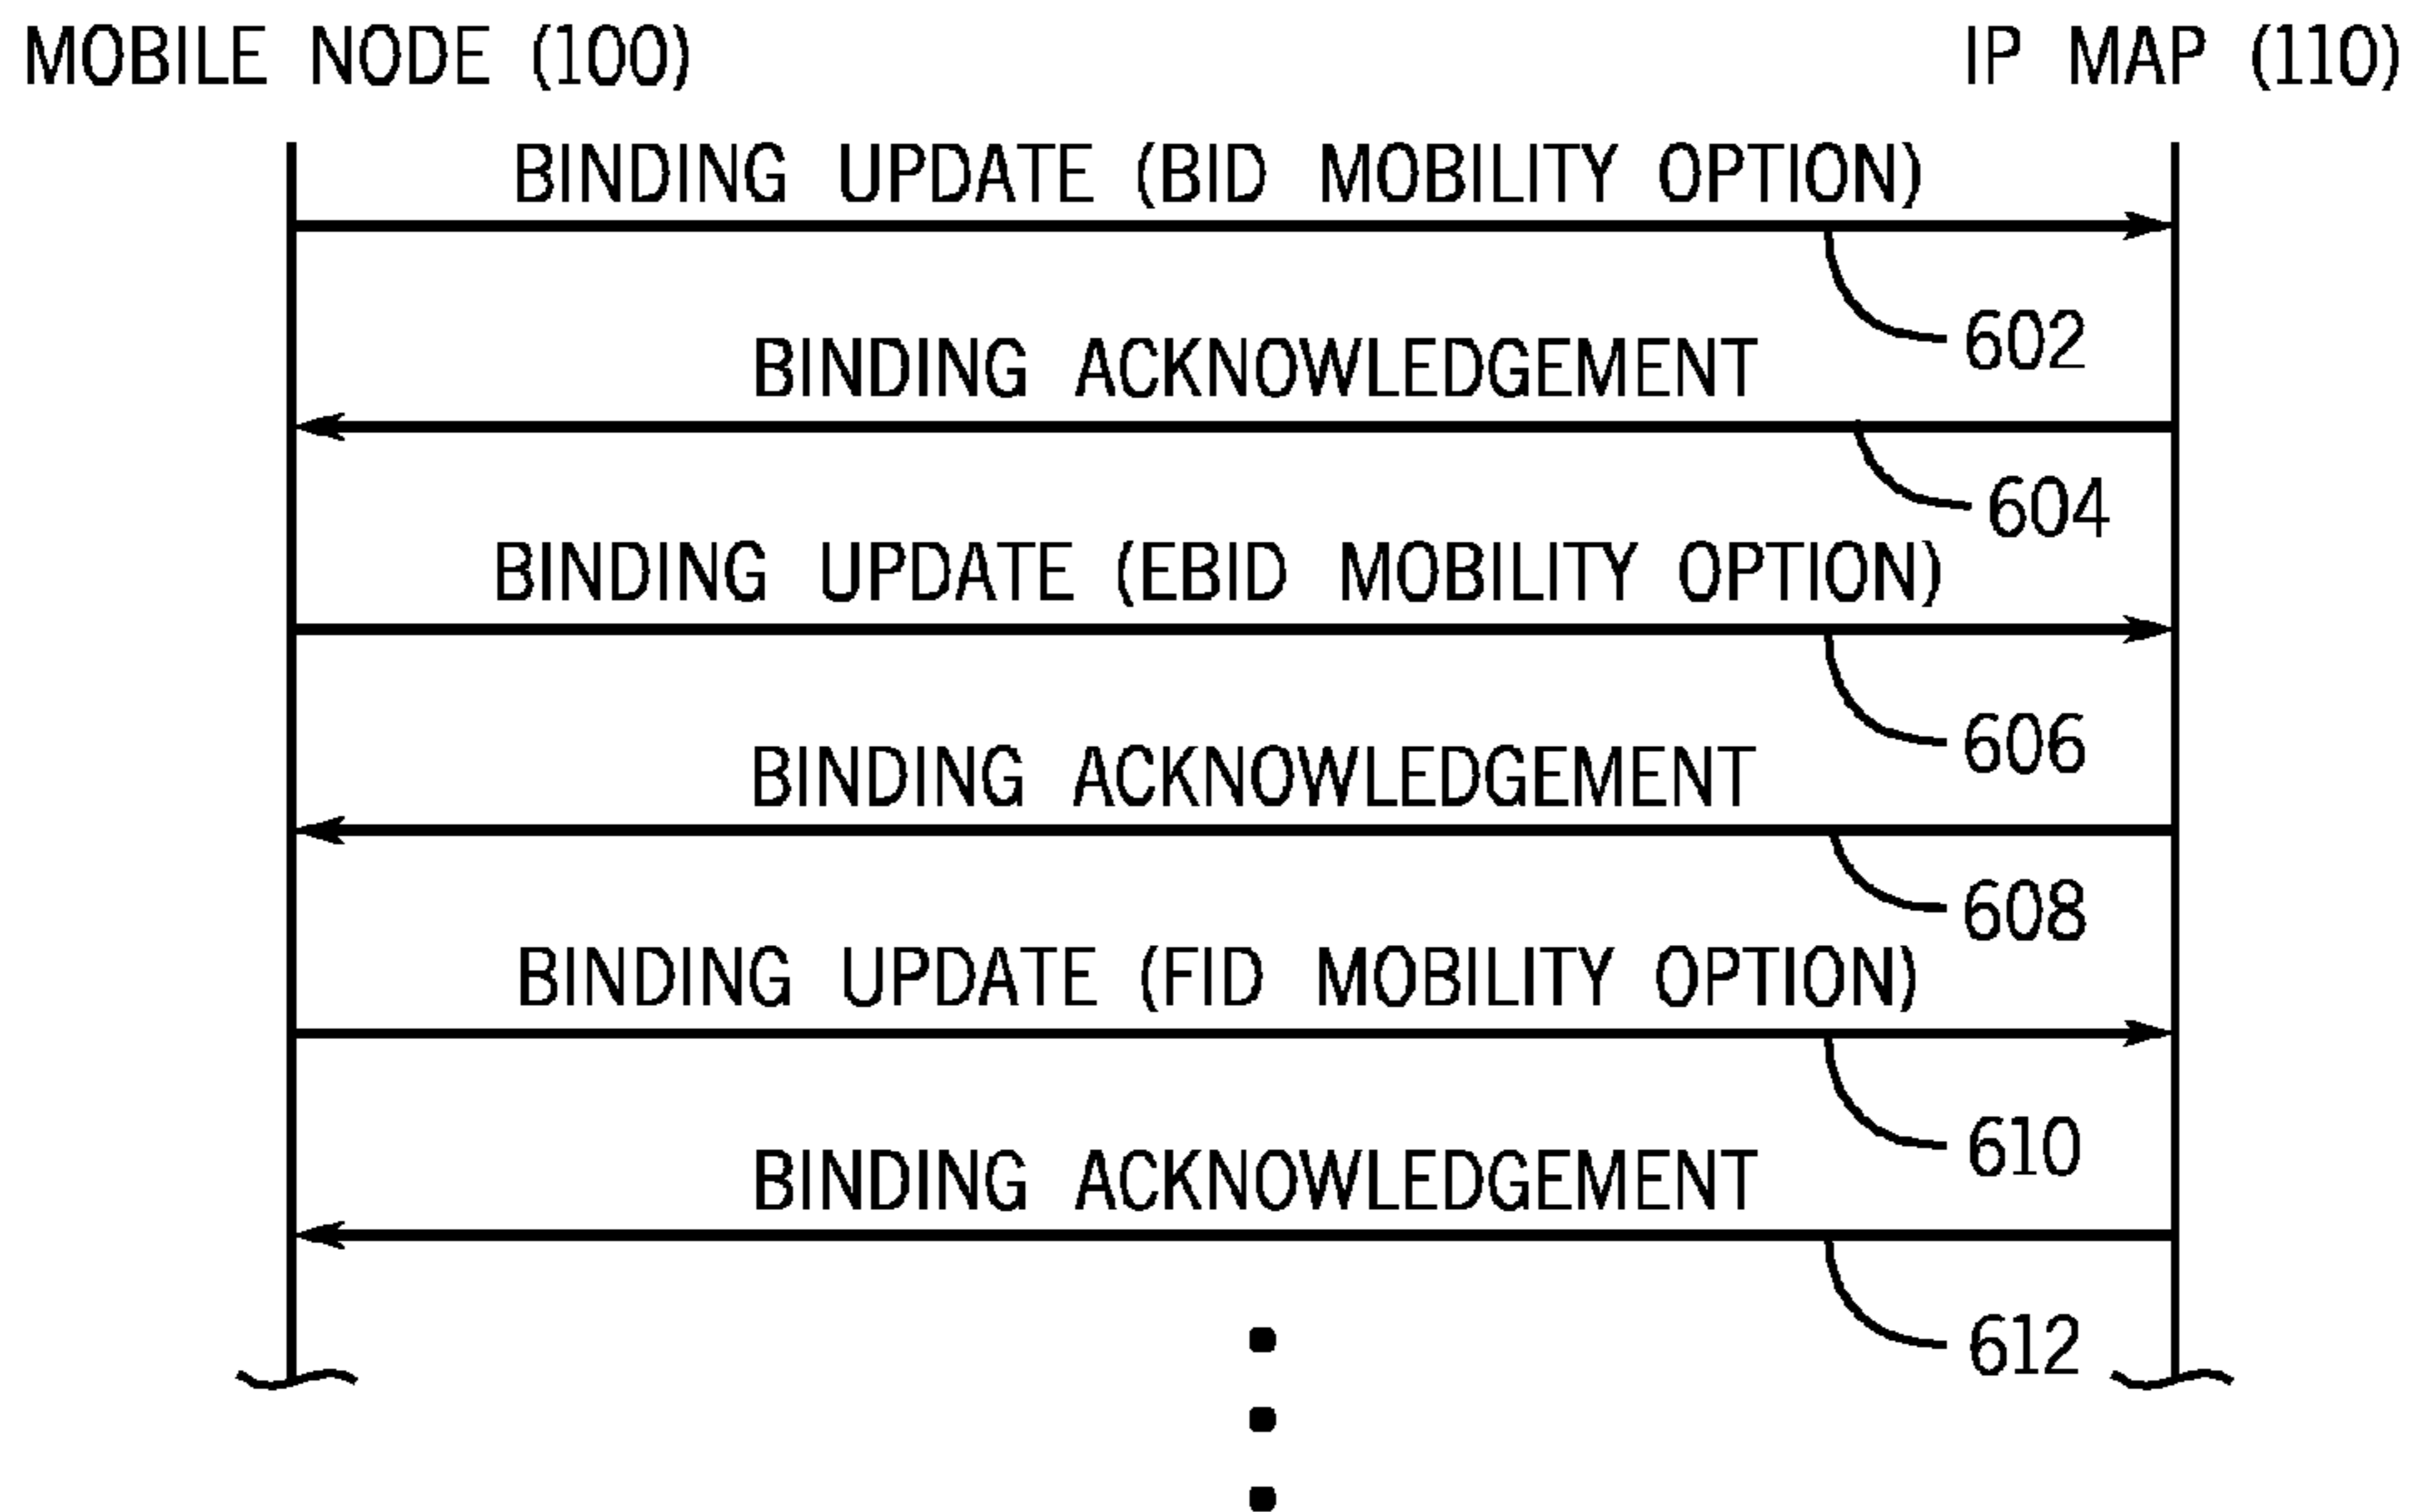 MOBILE NODE (100)
IP MAP (110)
BINDING UPDATE (BID MOBILITY OPTION)
602
BINDING ACKNOWLEDGEMENT
604
BINDING UPDATE (EBID MOBILITY OPTION)
606
BINDING ACKNOWLEDGEMENT
608
BINDING UPDATE (FID MOBILITY OPTION)
610
BINDING ACKNOWLEDGEMENT
612